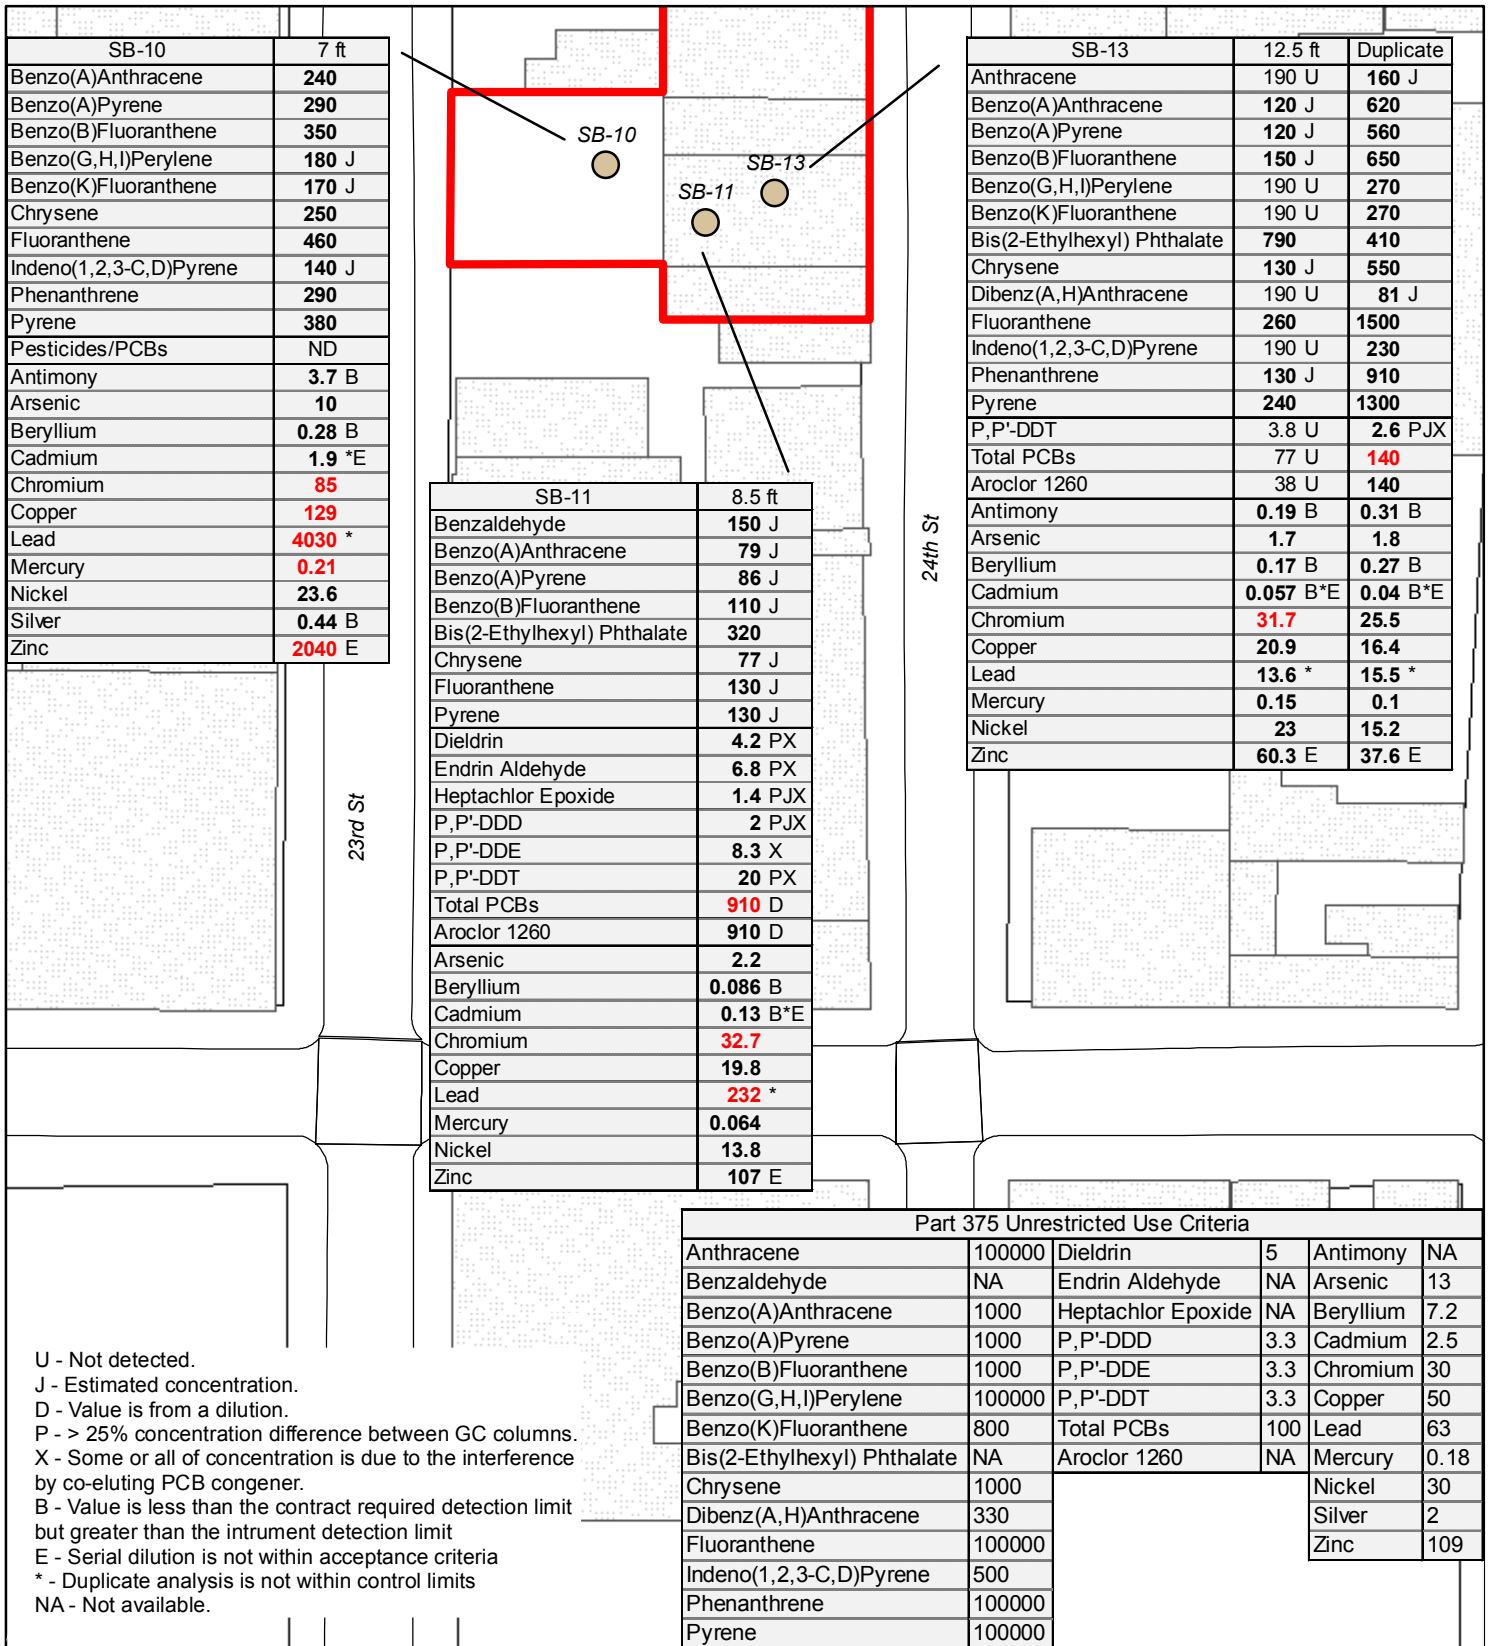 SB-10 7 ft
Benzo(A)Anthracene 240
Benzo(A)Pyrene 290
Benzo(B)Fluoranthene 350
Benzo(G,H,I)Perylene 180 J
Benzo(K)Fluoranthene 170 J
Chrysene 250
Fluoranthene 460
Indeno(1,2,3-C,D)Pyrene 140 J
Phenanthrene 290
Pyrene 380
Pesticides/PCBs ND
Antimony 3.7 B
Arsenic 10
Beryllium 0.28 B
Cadmium 1.9 *E
Chromium 85
Copper 129
Lead 4030 *
Mercury 0.21
Nickel 23.6
Silver 0.44 B
Zinc 2040 E
SB-10
SB-13
SB-11
SB-13 12.5 ft Duplicate
Anthracene 190 U 160 J
Benzo(A)Anthracene 120 J 620
Benzo(A)Pyrene 120 J 560
Benzo(B)Fluoranthene 150 J 650
Benzo(G,H,I)Perylene 190 U 270
Benzo(K)Fluoranthene 190 U 270
Bis(2-Ethylhexyl) Phthalate 790 410
Chrysene 130 J 550
Dibenz(A,H)Anthracene 190 U 81 J
Fluoranthene 260 1500
Indeno(1,2,3-C,D)Pyrene 190 U 230
Phenanthrene 130 J 910
Pyrene 240 1300
P,P'-DDT 3.8 U 2.6 PJX
Total PCBs 77 U 140
Aroclor 1260 38 U 140
Antimony 0.19 B 0.31 B
Arsenic 1.7 1.8
Beryllium 0.17 B 0.27 B
Cadmium 0.057 B*E 0.04 B*E
Chromium 31.7 25.5
Copper 20.9 16.4
Lead 13.6 * 15.5 *
Mercury 0.15 0.1
Nickel 23 15.2
Zinc 60.3 E 37.6 E
SB-11 8.5 ft
Benzaldehyde 150 J
Benzo(A)Anthracene 79 J
Benzo(A)Pyrene 86 J
Benzo(B)Fluoranthene 110 J
Bis(2-Ethylhexyl) Phthalate 320
Chrysene 77 J
Fluoranthene 130 J
Pyrene 130 J
Dieldrin 4.2 PX
Endrin Aldehyde 6.8 PX
Heptachlor Epoxide 1.4 PJX
P,P'-DDD 2 PJX
P,P'-DDE 8.3 X
P,P'-DDT 20 PX
Total PCBs 910 D
Aroclor 1260 910 D
Arsenic 2.2
Beryllium 0.086 B
Cadmium 0.13 B*E
Chromium 32.7
Copper 19.8
Lead 232 *
Mercury 0.064
Nickel 13.8
Zinc 107 E
23rd St
24th St
Part 375 Unrestricted Use Criteria
Anthracene 100000 Dieldrin 5 Antimony NA
Benzaldehyde NA Endrin Aldehyde NA Arsenic 13
Benzo(A)Anthracene 1000 Heptachlor Epoxide NA Beryllium 7.2
Benzo(A)Pyrene 1000 P,P'-DDD 3.3 Cadmium 2.5
Benzo(B)Fluoranthene 1000 P,P'-DDE 3.3 Chromium 30
Benzo(G,H,I)Perylene 100000 P,P'-DDT 3.3 Copper 50
Benzo(K)Fluoranthene 800 Total PCBs 100 Lead 63
Bis(2-Ethylhexyl) Phthalate NA Aroclor 1260 NA Mercury 0.18
Chrysene 1000 Nickel 30
Dibenz(A,H)Anthracene 330 Silver 2
Fluoranthene 100000 Zinc 109
Indeno(1,2,3-C,D)Pyrene 500
Phenanthrene 100000
Pyrene 100000
U - Not detected.
J - Estimated concentration.
D - Value is from a dilution.
P - > 25% concentration difference between GC columns.
X - Some or all of concentration is due to the interference
by co-eluting PCB congener.
B - Value is less than the contract required detection limit
but greater than the intrument detection limit
E - Serial dilution is not within acceptance criteria
* - Duplicate analysis is not within control limits
NA - Not available.